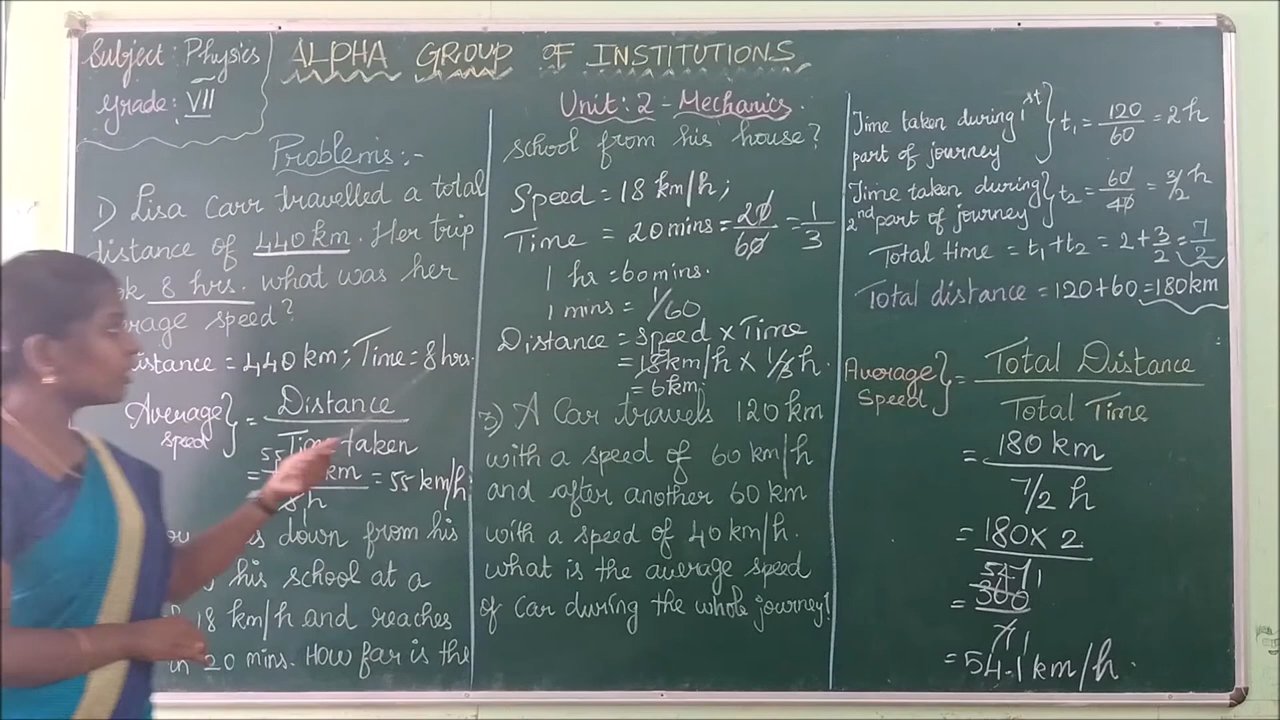 Subject: Physics
Grade: VII
ALPHA GROUP OF INSTITUTIONS
Unit: 2 - Mechanics
Problems:-
1) Lisa Carr travelled a total
distance of 440 km. Her trip
8 hrs. what was her
speed?
= 440 km; Time = 8 hrs.
Average speed } = Distance
Time taken
55
= km = 55 km/h
8 h
down from his
his school at a
18 km/h and reaches
in 20 mins. How far is the
school from his house?
Speed = 18 km/h;
Time = 20 mins = 20/60 = 1/3
1 hr = 60 mins.
1 mins = 1/60
Distance = speed x Time
= 18 km/h x 1/3 h.
= 6 km.
3) A Car travels 120 km
with a speed of 60 km/h
and after another 60 km
with a speed of 40 km/h.
what is the average speed
of Car during the whole journey?
Time taken during 1st
part of journey } t1 = 120/60 = 2 h
Time taken during
2nd part of journey } t2 = 60/40 = 3/2 h
Total time = t1 + t2 = 2 + 3/2 = 7/2
Total distance = 120 + 60 = 180 km
Average Speed } = Total Distance
Total Time
= 180 km
7/2 h
= 180 x 2
=
7
= 54.1 km/h.